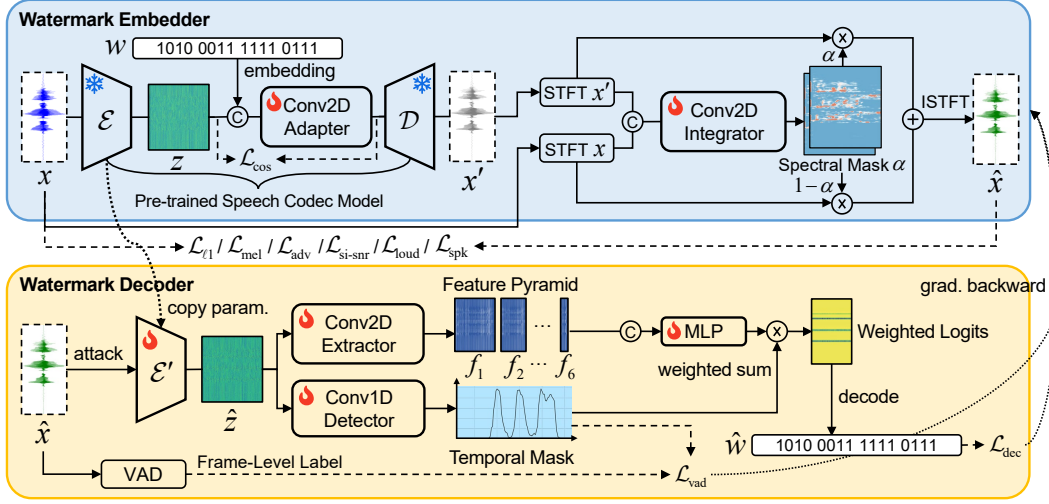 Watermark Embedder
w
1010 0011 1111 0111
embedding
ℰ
z
C
Conv2D
Adapter
𝒟
x
x′
ℒcos
Pre-trained Speech Codec Model
STFT x′
STFT x
C
Conv2D
Integrator
x
α
Spectral Mask α
1−α
x
+
ISTFT
x̂
ℒℓ1 / ℒmel / ℒadv / ℒsi-snr / ℒloud / ℒspk
Watermark Decoder
copy param.
attack
ℰ′
x̂
ẑ
Conv2D
Extractor
Conv1D
Detector
Feature Pyramid
... 
f1 f2 ... f6
Temporal Mask
C
MLP
weighted sum
x
Weighted Logits
grad. backward
decode
ŵ
1010 0011 1111 0111
ℒdec
VAD
Frame-Level Label
ℒvad